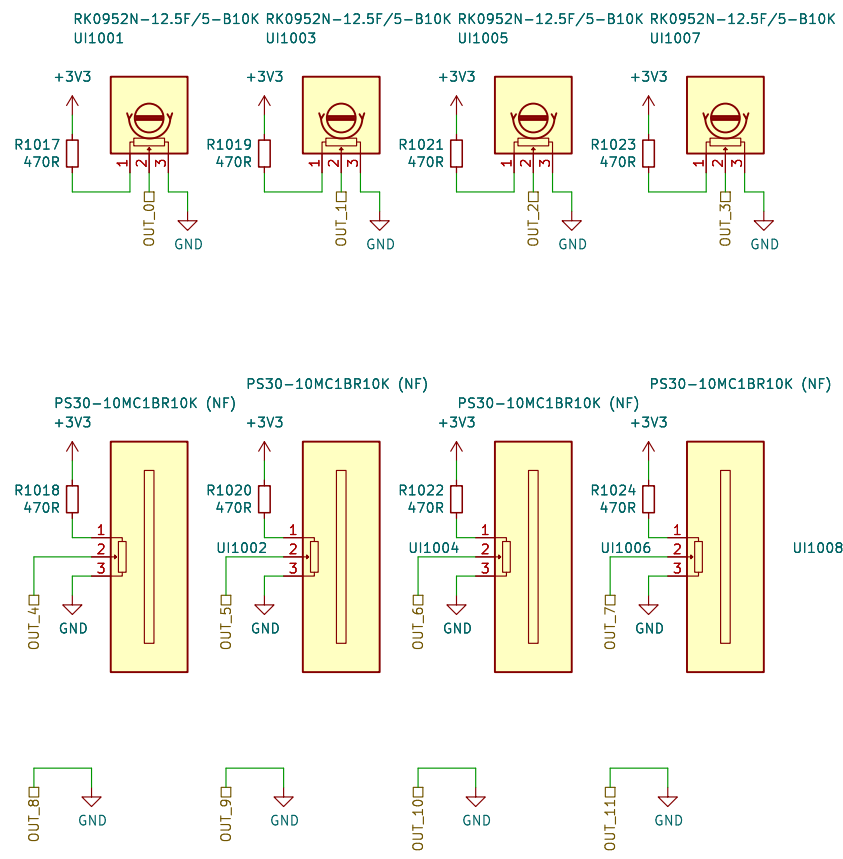 RK0952N-12.5F/5-B10K RK0952N-12.5F/5-B10K RK0952N-12.5F/5-B10K RK0952N-12.5F/5-B10K
UI1001 UI1003 UI1005 UI1007
+3V3 +3V3 +3V3 +3V3
R1017 R1019 R1021 R1023
470R 1 2 3 470R 1 2 3 470R 1 2 3 470R 1 2 3
OUT_0 OUT_1 OUT_2 OUT_3
GND GND GND GND
PS30-10MC1BR10K (NF) PS30-10MC1BR10K (NF)
PS30-10MC1BR10K (NF) PS30-10MC1BR10K (NF)
+3V3 +3V3 +3V3 +3V3
R1018 R1020 R1022 R1024
470R 470R 470R 470R
1 1 1 1
2 UI1002 2 UI1004 2 UI1006 2 UI1008
3 3 3 3
OUT_4 GND OUT_5 GND OUT_6 GND OUT_7 GND
OUT_8 GND OUT_9 GND OUT_10 GND OUT_11 GND